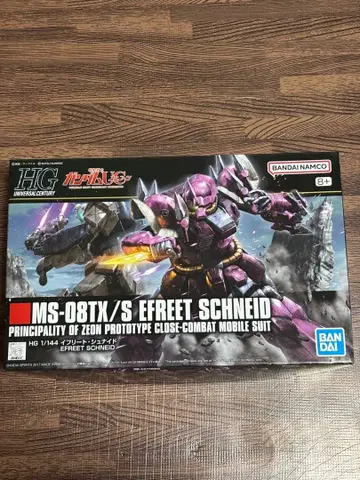 HG
UNIVERSAL CENTURY
ガンダムUC
BANDAI NAMCO
8+
MS-08TX/S EFREET SCHNEID
PRINCIPALITY OF ZEON PROTOTYPE CLOSE-COMBAT MOBILE SUIT
HG 1/144 イフリート・シュナイド
EFREET SCHNEID
BAN
DAI